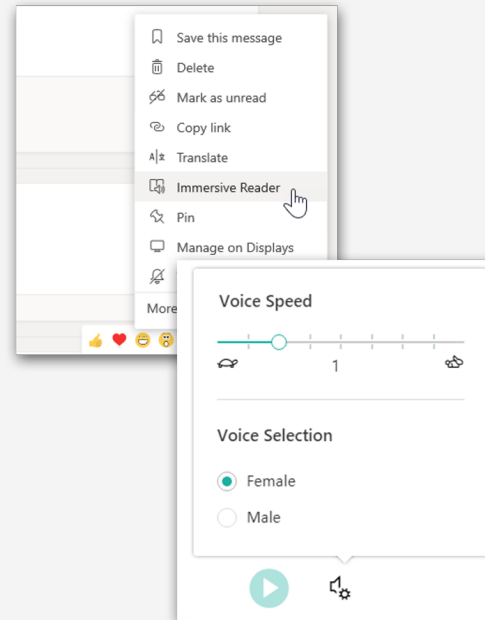 Save this message
Delete
Mark as unread
Copy link
Translate
Immersive Reader
Pin
Manage on Displays
More
Voice Speed
1
Voice Selection
Female
Male